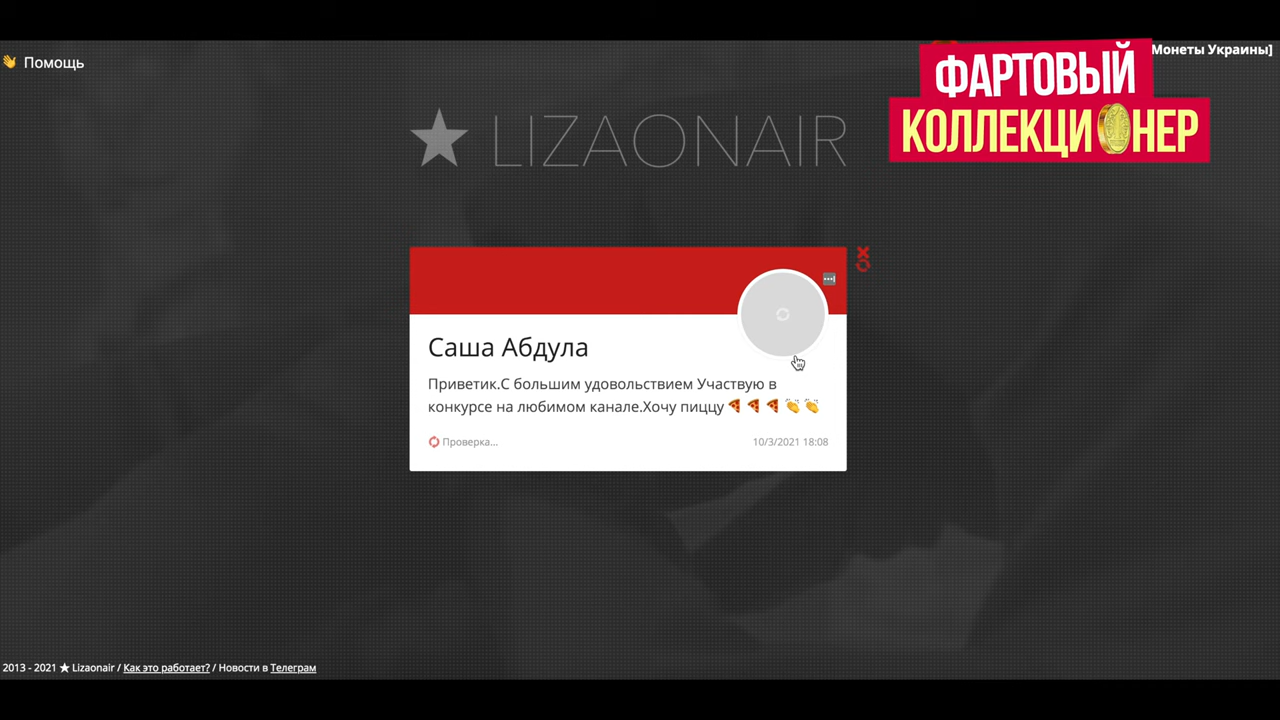 👋 Помощь
Монеты Украины]
ФАРТОВЫЙ
КОЛЛЕКЦИОНЕР
★ LIZAONAIR
Саша Абдула
Приветик.С большим удовольствием Участвую в
конкурсе на любимом канале.Хочу пиццу 🍕 🍕 🍕 👏 👏
Проверка...
10/3/2021 18:08
2013 - 2021 ★ Lizaonair / Как это работает? / Новости в Телеграм